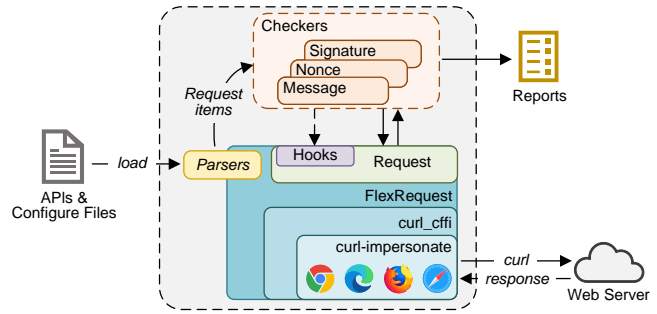 Checkers
Signature
Nonce
Message
Request
items
Reports
load
Parsers
Hooks
Request
APIs &
Configure Files
FlexRequest
curl_cffi
curl-impersonate
curl
response
Web Server